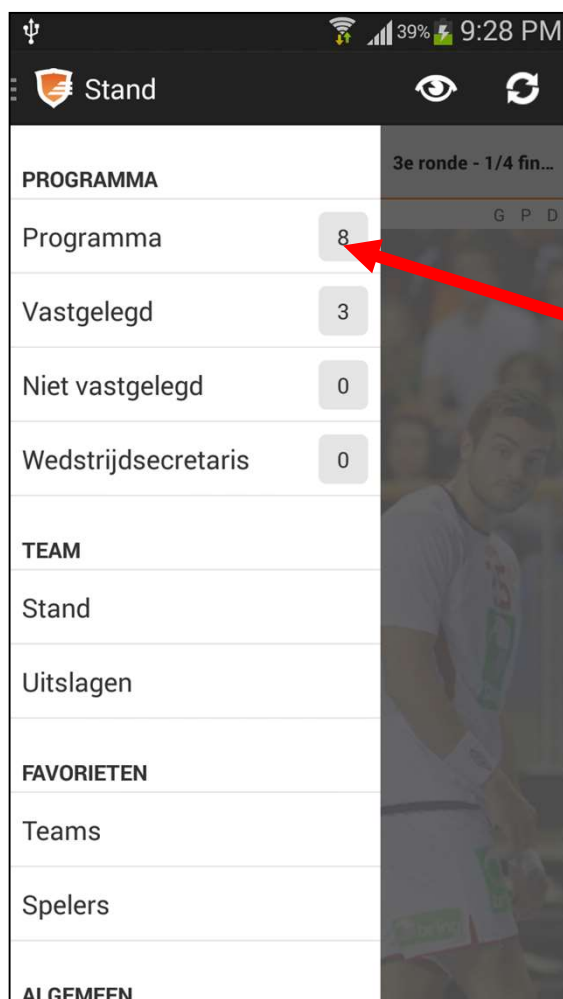 39% 9:28 PM
Stand
3e ronde - 1/4 fin...
G P D
PROGRAMMA
Programma 8
Vastgelegd 3
Niet vastgelegd 0
Wedstrijdsecretaris 0
TEAM
Stand
Uitslagen
FAVORIETEN
Teams
Spelers
ALGEMEEN